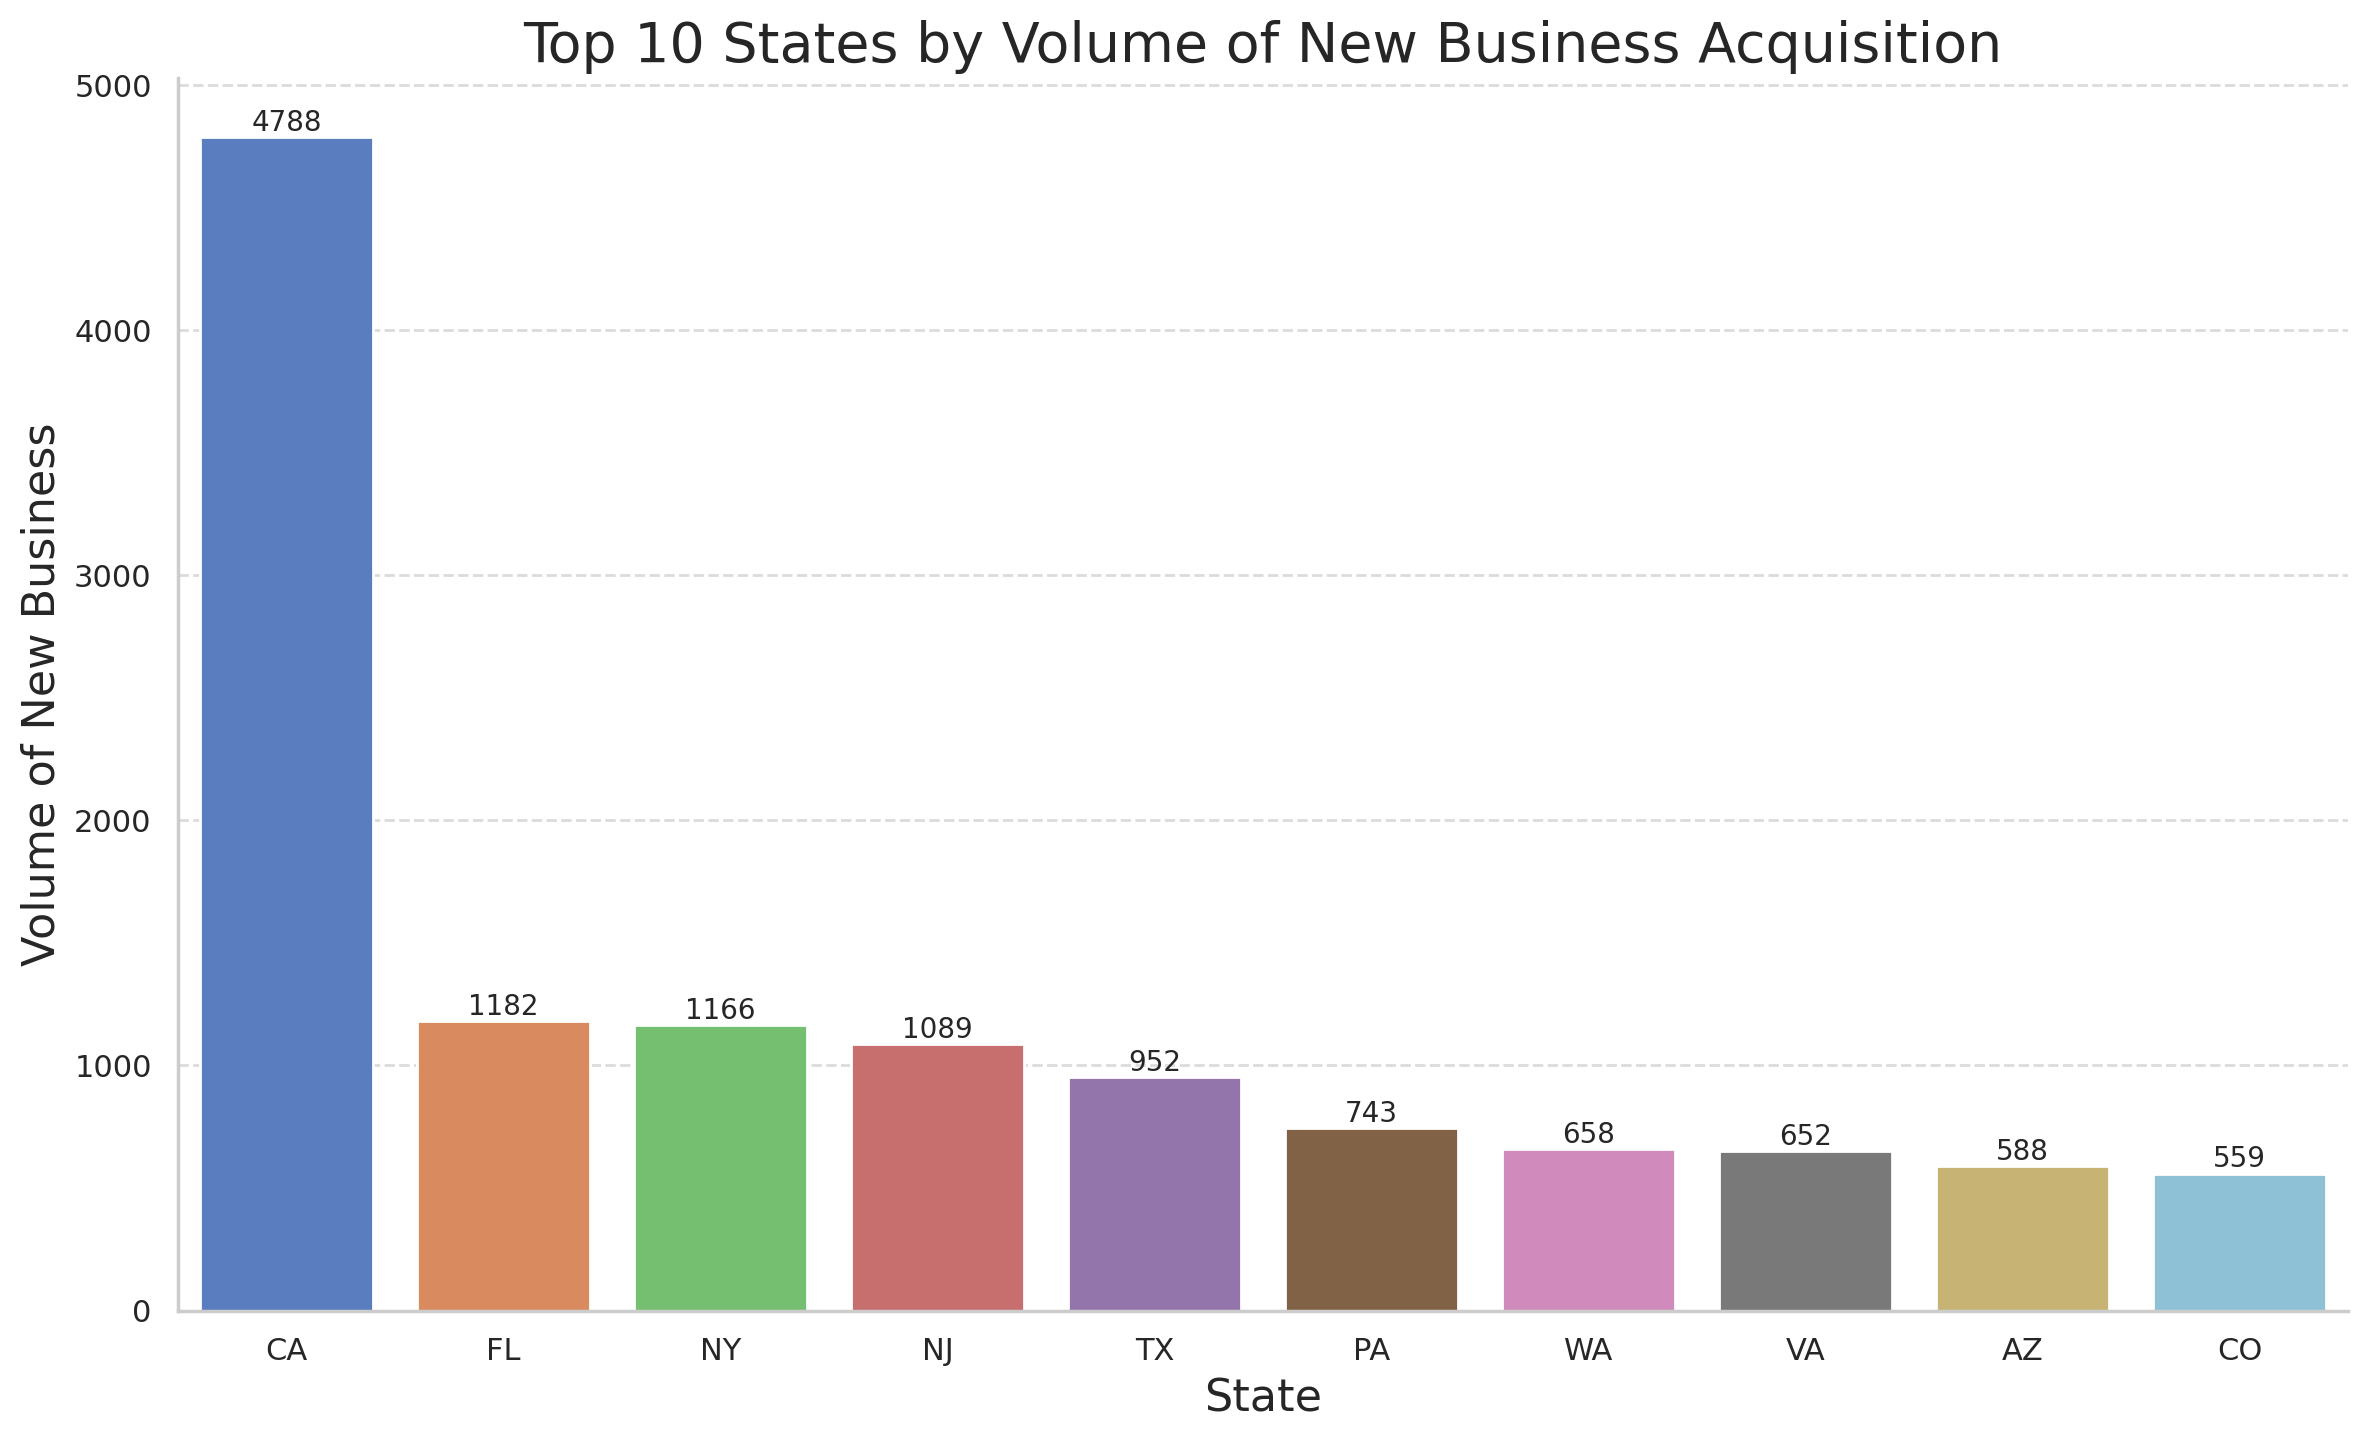 Top 10 States by Volume of New Business Acquisition
Volume of New Business
5000
4000
3000
2000
1000
0
4788
1182
1166
1089
952
743
658
652
588
559
CA
FL
NY
NJ
TX
PA
WA
VA
AZ
CO
State